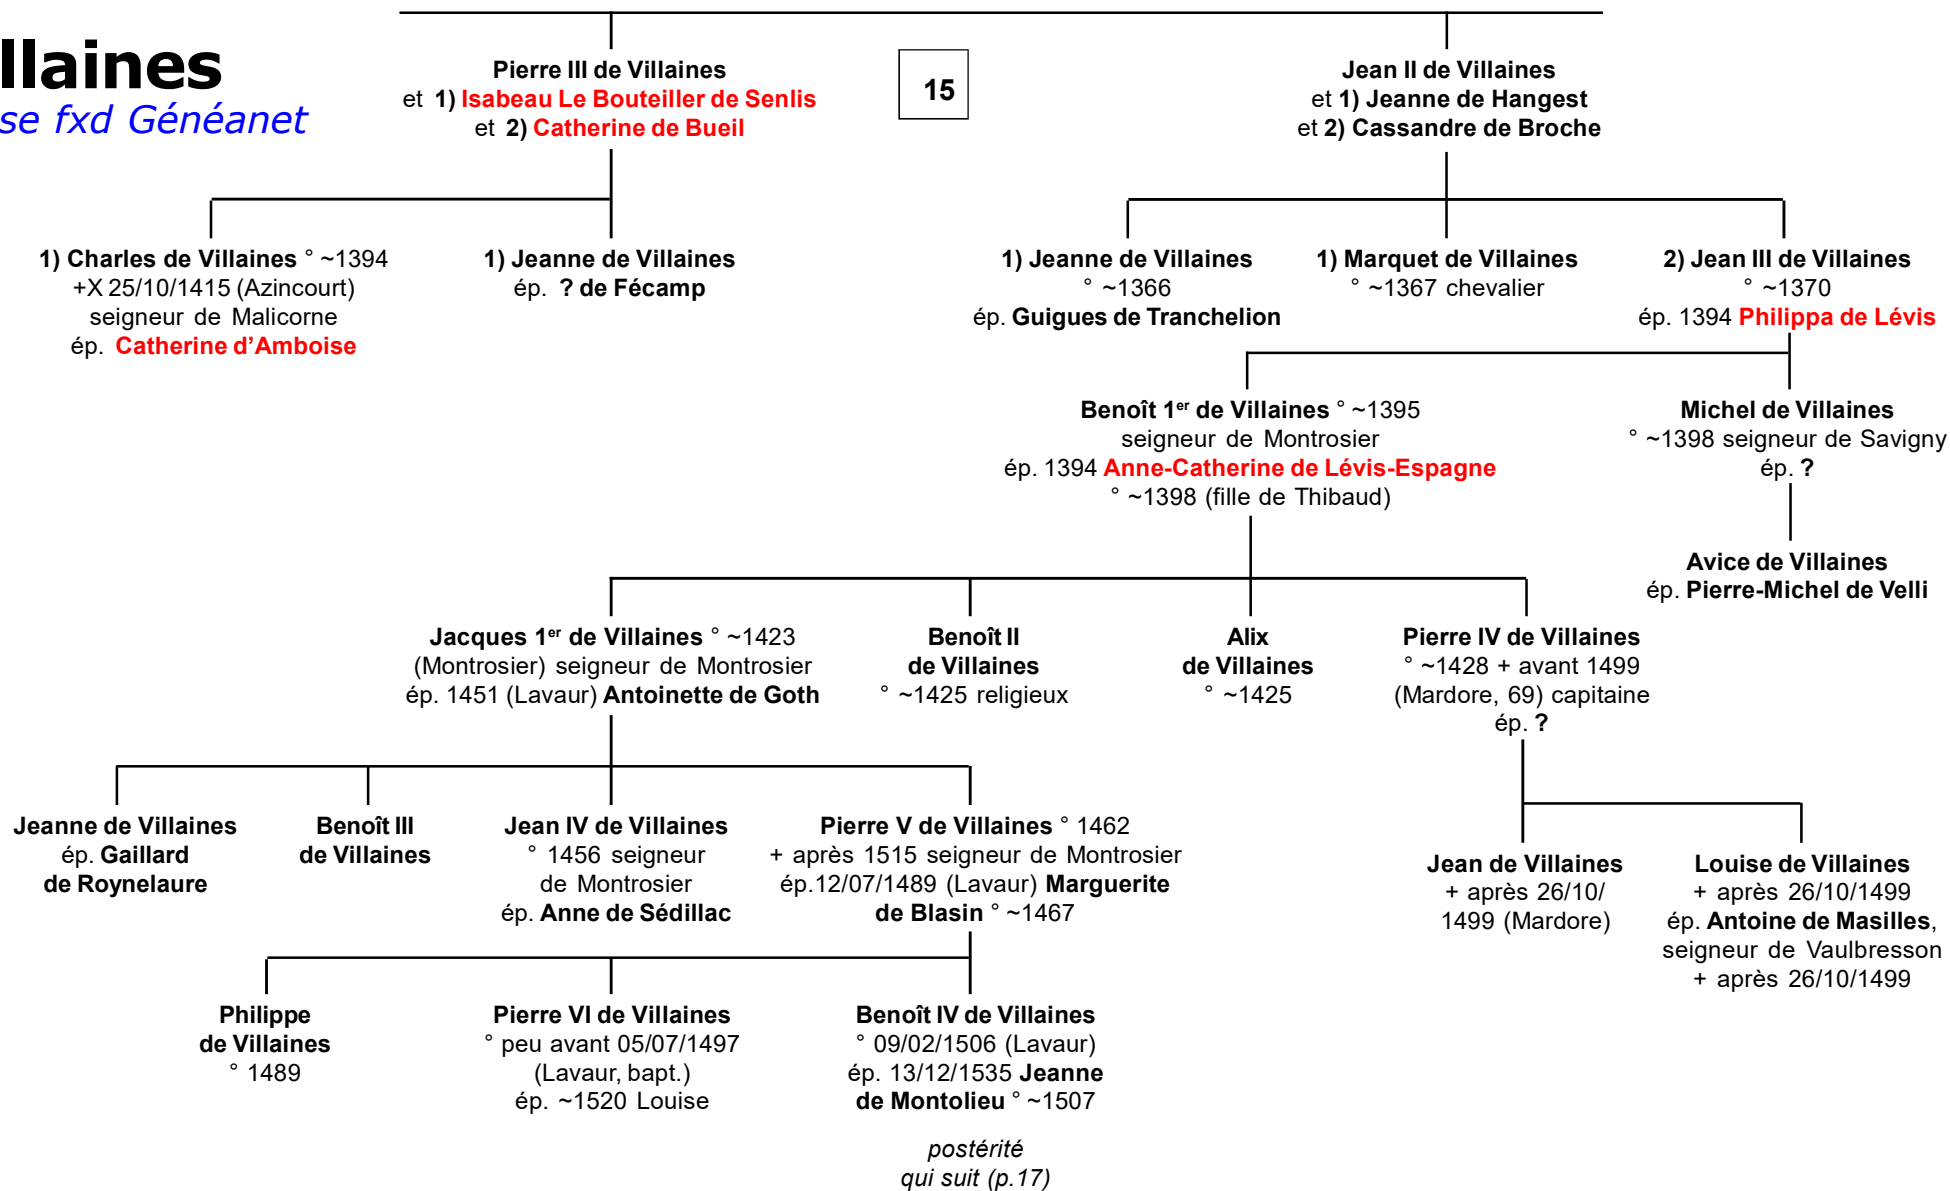 llaines
se fxd Généanet
Pierre III de Villaines
et 1) Isabeau Le Bouteiller de Senlis
et 2) Catherine de Bueil
15
Jean II de Villaines
et 1) Jeanne de Hangest
et 2) Cassandre de Broche
1) Charles de Villaines ° ~1394
+X 25/10/1415 (Azincourt)
seigneur de Malicorne
ép. Catherine d’Amboise
1) Jeanne de Villaines
ép. ? de Fécamp
1) Jeanne de Villaines
° ~1366
ép. Guigues de Tranchelion
1) Marquet de Villaines
° ~1367 chevalier
2) Jean III de Villaines
° ~1370
ép. 1394 Philippa de Lévis
Benoît 1er de Villaines ° ~1395
seigneur de Montrosier
ép. 1394 Anne-Catherine de Lévis-Espagne
° ~1398 (fille de Thibaud)
Michel de Villaines
° ~1398 seigneur de Savigny
ép. ?
Avice de Villaines
ép. Pierre-Michel de Velli
Jacques 1er de Villaines ° ~1423
(Montrosier) seigneur de Montrosier
ép. 1451 (Lavaur) Antoinette de Goth
Benoît II
de Villaines
° ~1425 religieux
Alix
de Villaines
° ~1425
Pierre IV de Villaines
° ~1428 + avant 1499
(Mardore, 69) capitaine
ép. ?
Jeanne de Villaines
ép. Gaillard
de Roynelaure
Benoît III
de Villaines
Jean IV de Villaines
° 1456 seigneur
de Montrosier
ép. Anne de Sédillac
Pierre V de Villaines ° 1462
+ après 1515 seigneur de Montrosier
ép.12/07/1489 (Lavaur) Marguerite
de Blasin ° ~1467
Jean de Villaines
+ après 26/10/
1499 (Mardore)
Louise de Villaines
+ après 26/10/1499
ép. Antoine de Masilles,
seigneur de Vaulbresson
+ après 26/10/1499
Philippe
de Villaines
° 1489
Pierre VI de Villaines
° peu avant 05/07/1497
(Lavaur, bapt.)
ép. ~1520 Louise
Benoît IV de Villaines
° 09/02/1506 (Lavaur)
ép. 13/12/1535 Jeanne
de Montolieu ° ~1507
postérité
qui suit (p.17)